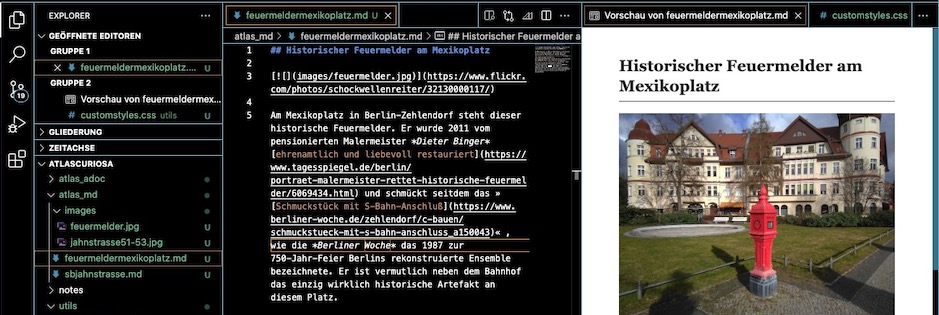 EXPLORER
GEÖFFNETE EDITOREN
GRUPPE 1
feuermeldermexikoplatz.... U
GRUPPE 2
Vorschau von feuermeldermex...
# customstyles.css utils U
GLIEDERUNG
ZEITACHSE
ATLASCURIOSA
atlas_adoc
atlas_md
images
feuermelder.jpg U
jahnstrasse51-53.jpg U
feuermeldermexikoplatz.md U
sbjahnstrasse.md U
notes
utils
19
feuermeldermexikoplatz.md U
atlas_md > feuermeldermexikoplatz.md > ## Historischer Feuermelder a
1 ## Historischer Feuermelder am Mexikoplatz
2
3 [![](images/feuermelder.jpg)](https://www.flickr.
com/photos/schockwellenreiter/32130000117/)
4
5 Am Mexikoplatz in Berlin-Zehlendorf steht dieser
historische Feuermelder. Er wurde 2011 vom
pensionierten Malermeister *Dieter Binger*
[ehrenamtlich und liebevoll restauriert](https://
www.tagesspiegel.de/berlin/
portraet-malermeister-rettet-historische-feuermel
der/6069434.html) und schmückt seitdem das »
[Schmuckstück mit S-Bahn-Anschluß](https://www.
berliner-woche.de/zehlendorf/c-bauen/
schmuckstueck-mit-s-bahn-anschluss_a150043)« ,
wie die *Berliner Woche* das 1987 zur
750-Jahr-Feier Berlins rekonstruierte Ensemble
bezeichnete. Er ist vermutlich neben dem Bahnhof
das einzig wirklich historische Artefakt an
diesem Platz.
Vorschau von feuermeldermexikoplatz.md
# customstyles.css
Historischer Feuermelder am
Mexikoplatz